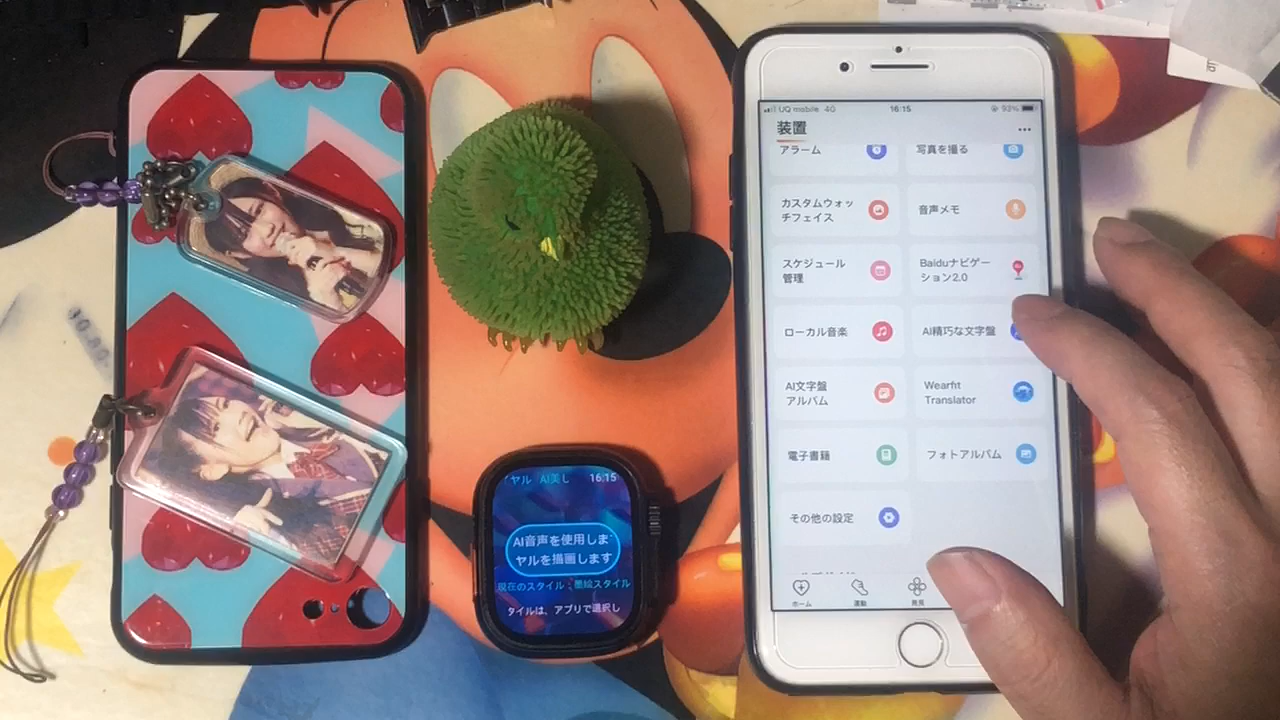 UQ mobile 4G
16:15
93%
装置
アラーム
写真を撮る
カスタムウォッ
チフェイス
音声メモ
スケジュール
管理
Baiduナビゲー
ション2.0
ローカル音楽
AI精巧な文字盤
AI文字盤
アルバム
Wearfit
Translator
電子書籍
フォトアルバム
その他の設定
ホーム
運動
発見
ヤル AI美し 16:15
AI音声を使用しま
ヤルを描画します
現在のスタイル:墨絵スタイル
タイルは、アプリで選択し